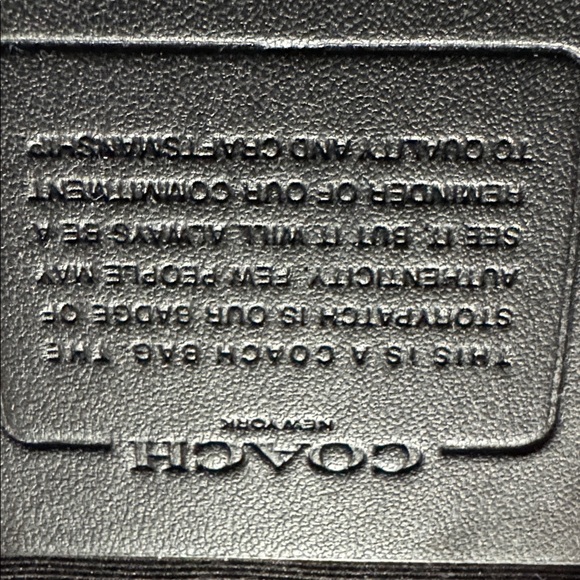 COACH
NEW YORK
THIS IS A COACH BAG. THE
STORYPATCH IS OUR BADGE OF
AUTHENTICITY. FEW PEOPLE MAY
SEE IT, BUT IT WILL ALWAYS BE A
REMINDER OF OUR COMMITMENT
TO QUALITY AND CRAFTSMANSHIP